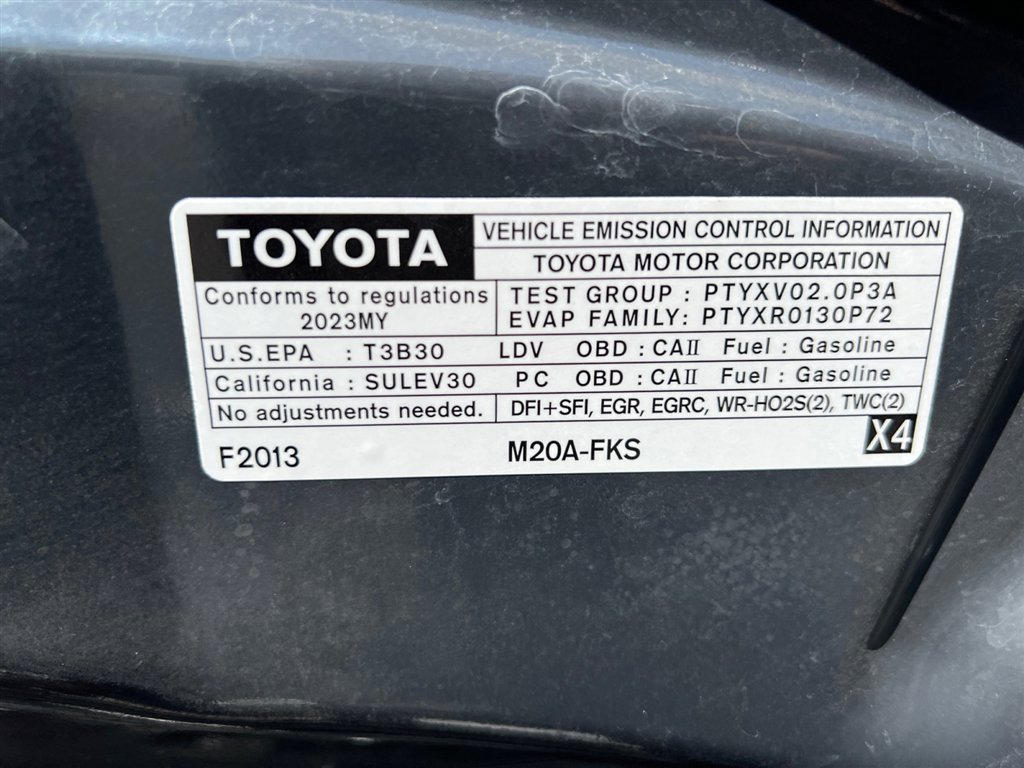 TOYOTA
VEHICLE EMISSION CONTROL INFORMATION
TOYOTA MOTOR CORPORATION
Conforms to regulations
2023MY
TEST GROUP : PTYXV02.0P3A
EVAP FAMILY: PTYXR0130P72
U.S.EPA : T3B30 LDV OBD : CAII Fuel : Gasoline
California : SULEV30 PC OBD : CAII Fuel : Gasoline
No adjustments needed. DFI+SFI, EGR, EGRC, WR-HO2S(2), TWC(2)
F2013 M20A-FKS X4